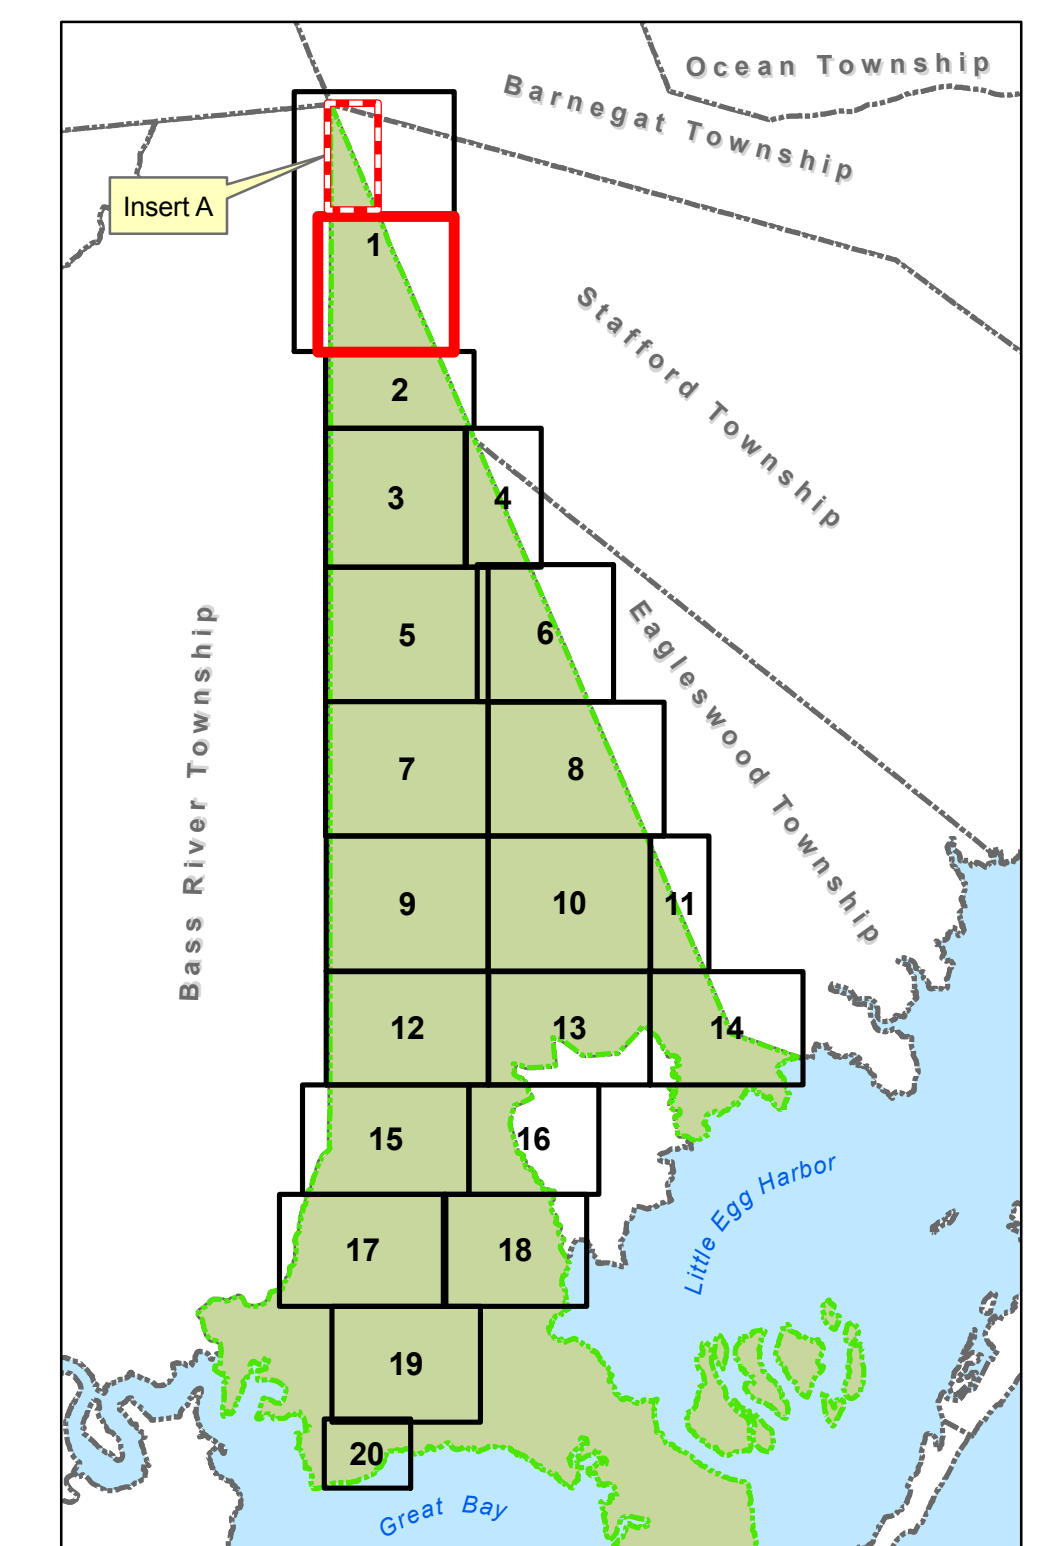 Ocean Township
Barnegat Township
Insert A
1
Stafford Township
2
3
4
Bass River Township
5
6
Eagleswood Township
7
8
9
10
11
12
13
14
15
16
Little Egg Harbor
17
18
19
20
Great Bay